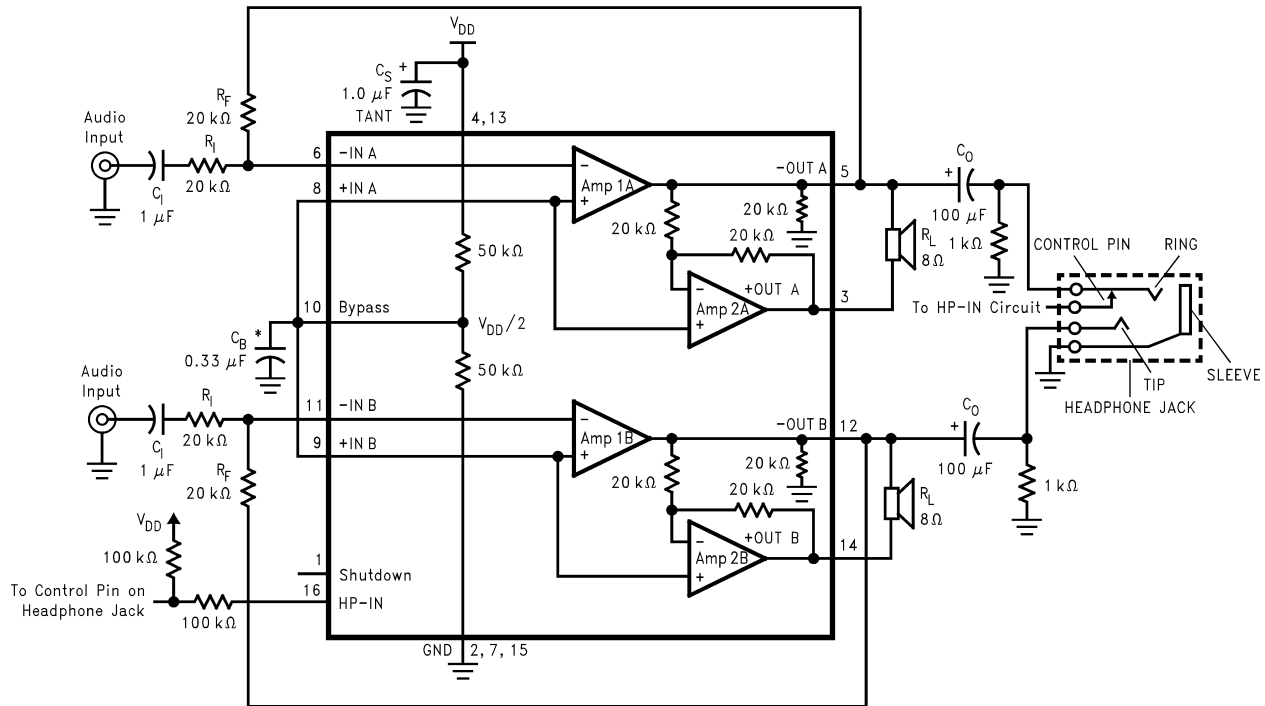 V_DD
C_S +
1.0 μF
TANT
4,13
R_F
20 kΩ
Audio
Input
R_I
20 kΩ
C_I
1 μF
6
-IN A
8
+IN A
-
Amp 1A
+
-OUT A
5
20 kΩ
20 kΩ
20 kΩ
+OUT A
-
Amp 2A
+
3
R_L
8Ω
C_O
+
100 μF
1 kΩ
CONTROL PIN
RING
To HP-IN Circuit
TIP
SLEEVE
HEADPHONE JACK
50 kΩ
10
Bypass
V_DD/2
C_B *
0.33 μF
50 kΩ
Audio
Input
R_I
20 kΩ
C_I
1 μF
R_F
20 kΩ
11
-IN B
9
+IN B
-
Amp 1B
+
-OUT B
12
20 kΩ
20 kΩ
20 kΩ
+OUT B
-
Amp 2B
+
14
R_L
8Ω
C_O
+
100 μF
1 kΩ
V_DD
100 kΩ
To Control Pin on
Headphone Jack
100 kΩ
1
Shutdown
16
HP-IN
GND
2, 7, 15